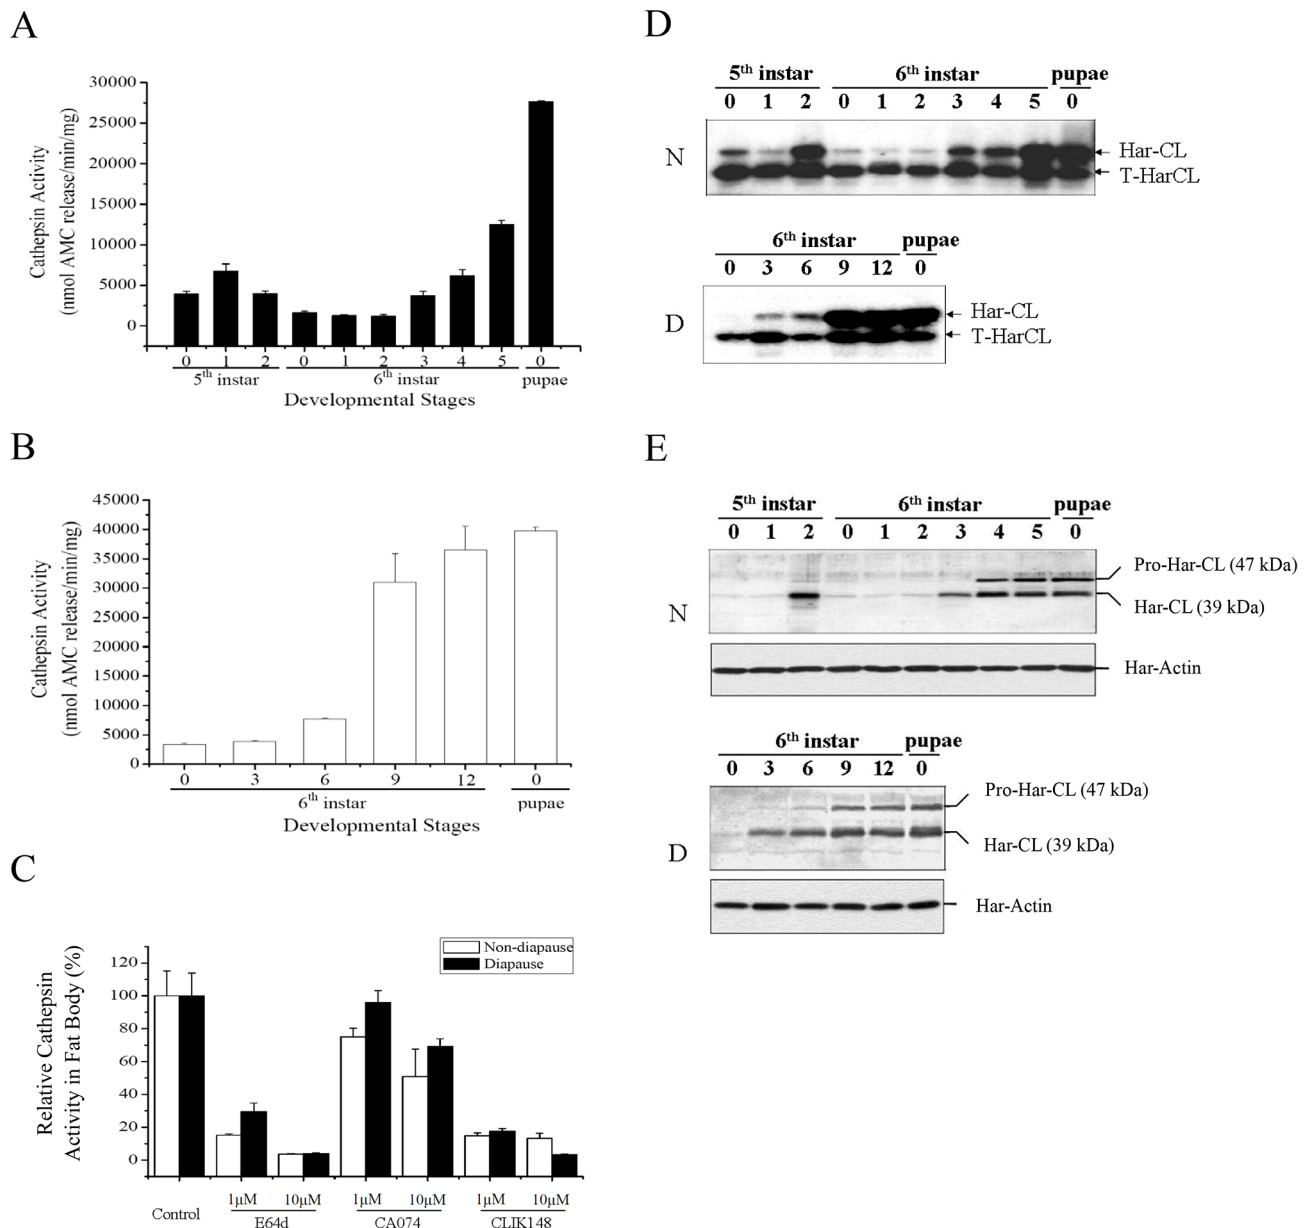 A
30000
25000
20000
15000
10000
5000
0
Cathepsin Activity
(nmol AMC release/min/mg)
0 1 2 0 1 2 3 4 5 0
5th instar 6th instar pupae
Developmental Stages
B
45000
40000
35000
30000
25000
20000
15000
10000
5000
0
Cathepsin Activity
(nmol AMC release/min/mg)
0 3 6 9 12 0
6th instar pupae
Developmental Stages
C
120
100
80
60
40
20
0
Relative Cathepsin
Activity in Fat Body (%)
Non-diapause
Diapause
1μM 10μM 1μM 10μM 1μM 10μM
Control E64d CA074 CLIK148
D
5th instar 6th instar pupae
0 1 2 0 1 2 3 4 5 0
N
Har-CL
T-HarCL
6th instar pupae
0 3 6 9 12 0
D
Har-CL
T-HarCL
E
5th instar 6th instar pupae
0 1 2 0 1 2 3 4 5 0
N
Pro-Har-CL (47 kDa)
Har-CL (39 kDa)
Har-Actin
6th instar pupae
0 3 6 9 12 0
D
Pro-Har-CL (47 kDa)
Har-CL (39 kDa)
Har-Actin